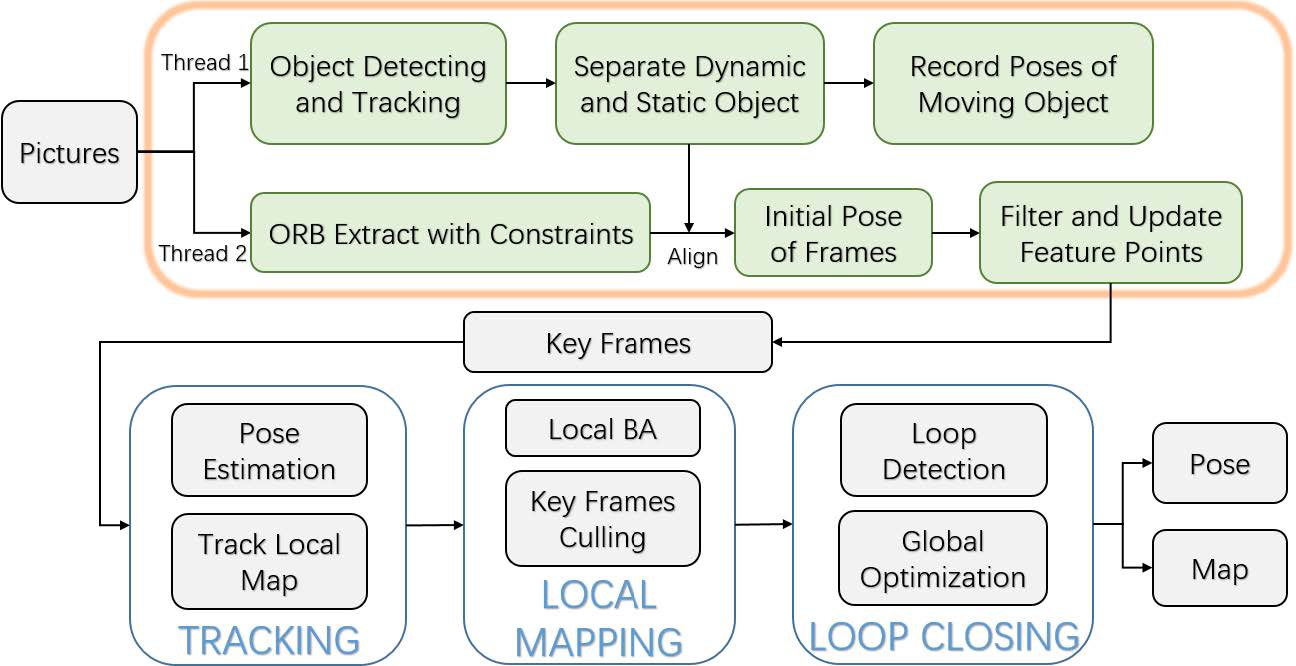 Thread 1
Object Detecting
and Tracking
Separate Dynamic
and Static Object
Record Poses of
Moving Object
Pictures
Thread 2
ORB Extract with Constraints
Align
Initial Pose
of Frames
Filter and Update
Feature Points
Key Frames
Pose
Estimation
Track Local
Map
TRACKING
Local BA
Key Frames
Culling
LOCAL
MAPPING
Loop
Detection
Global
Optimization
LOOP CLOSING
Pose
Map